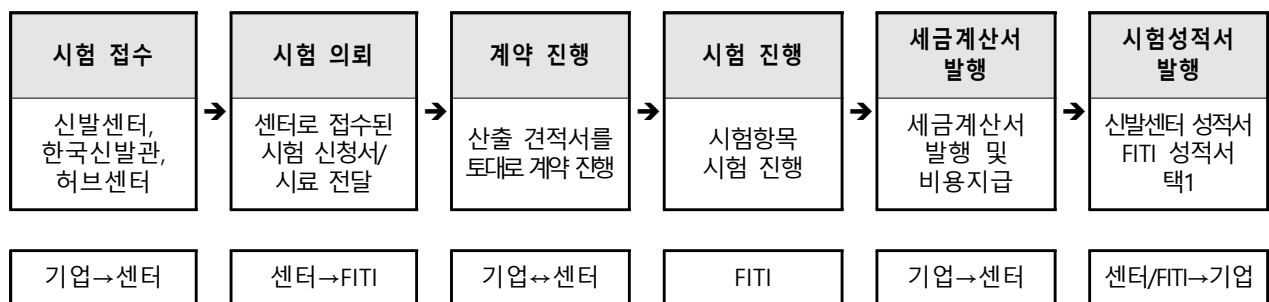 시험 접수
신발센터,
한국신발관,
허브센터
➔
시험 의뢰
센터로 접수된
시험 신청서/
시료 전달
➔
계약 진행
산출 견적서를
토대로 계약 진행
➔
시험 진행
시험항목
시험 진행
➔
세금계산서
발행
세금계산서
발행 및
비용지급
➔
시험성적서
발행
신발센터 성적서
FITI 성적서
택1
기업→센터
센터→FITI
기업↔센터
FITI
기업→센터
센터/FITI→기업